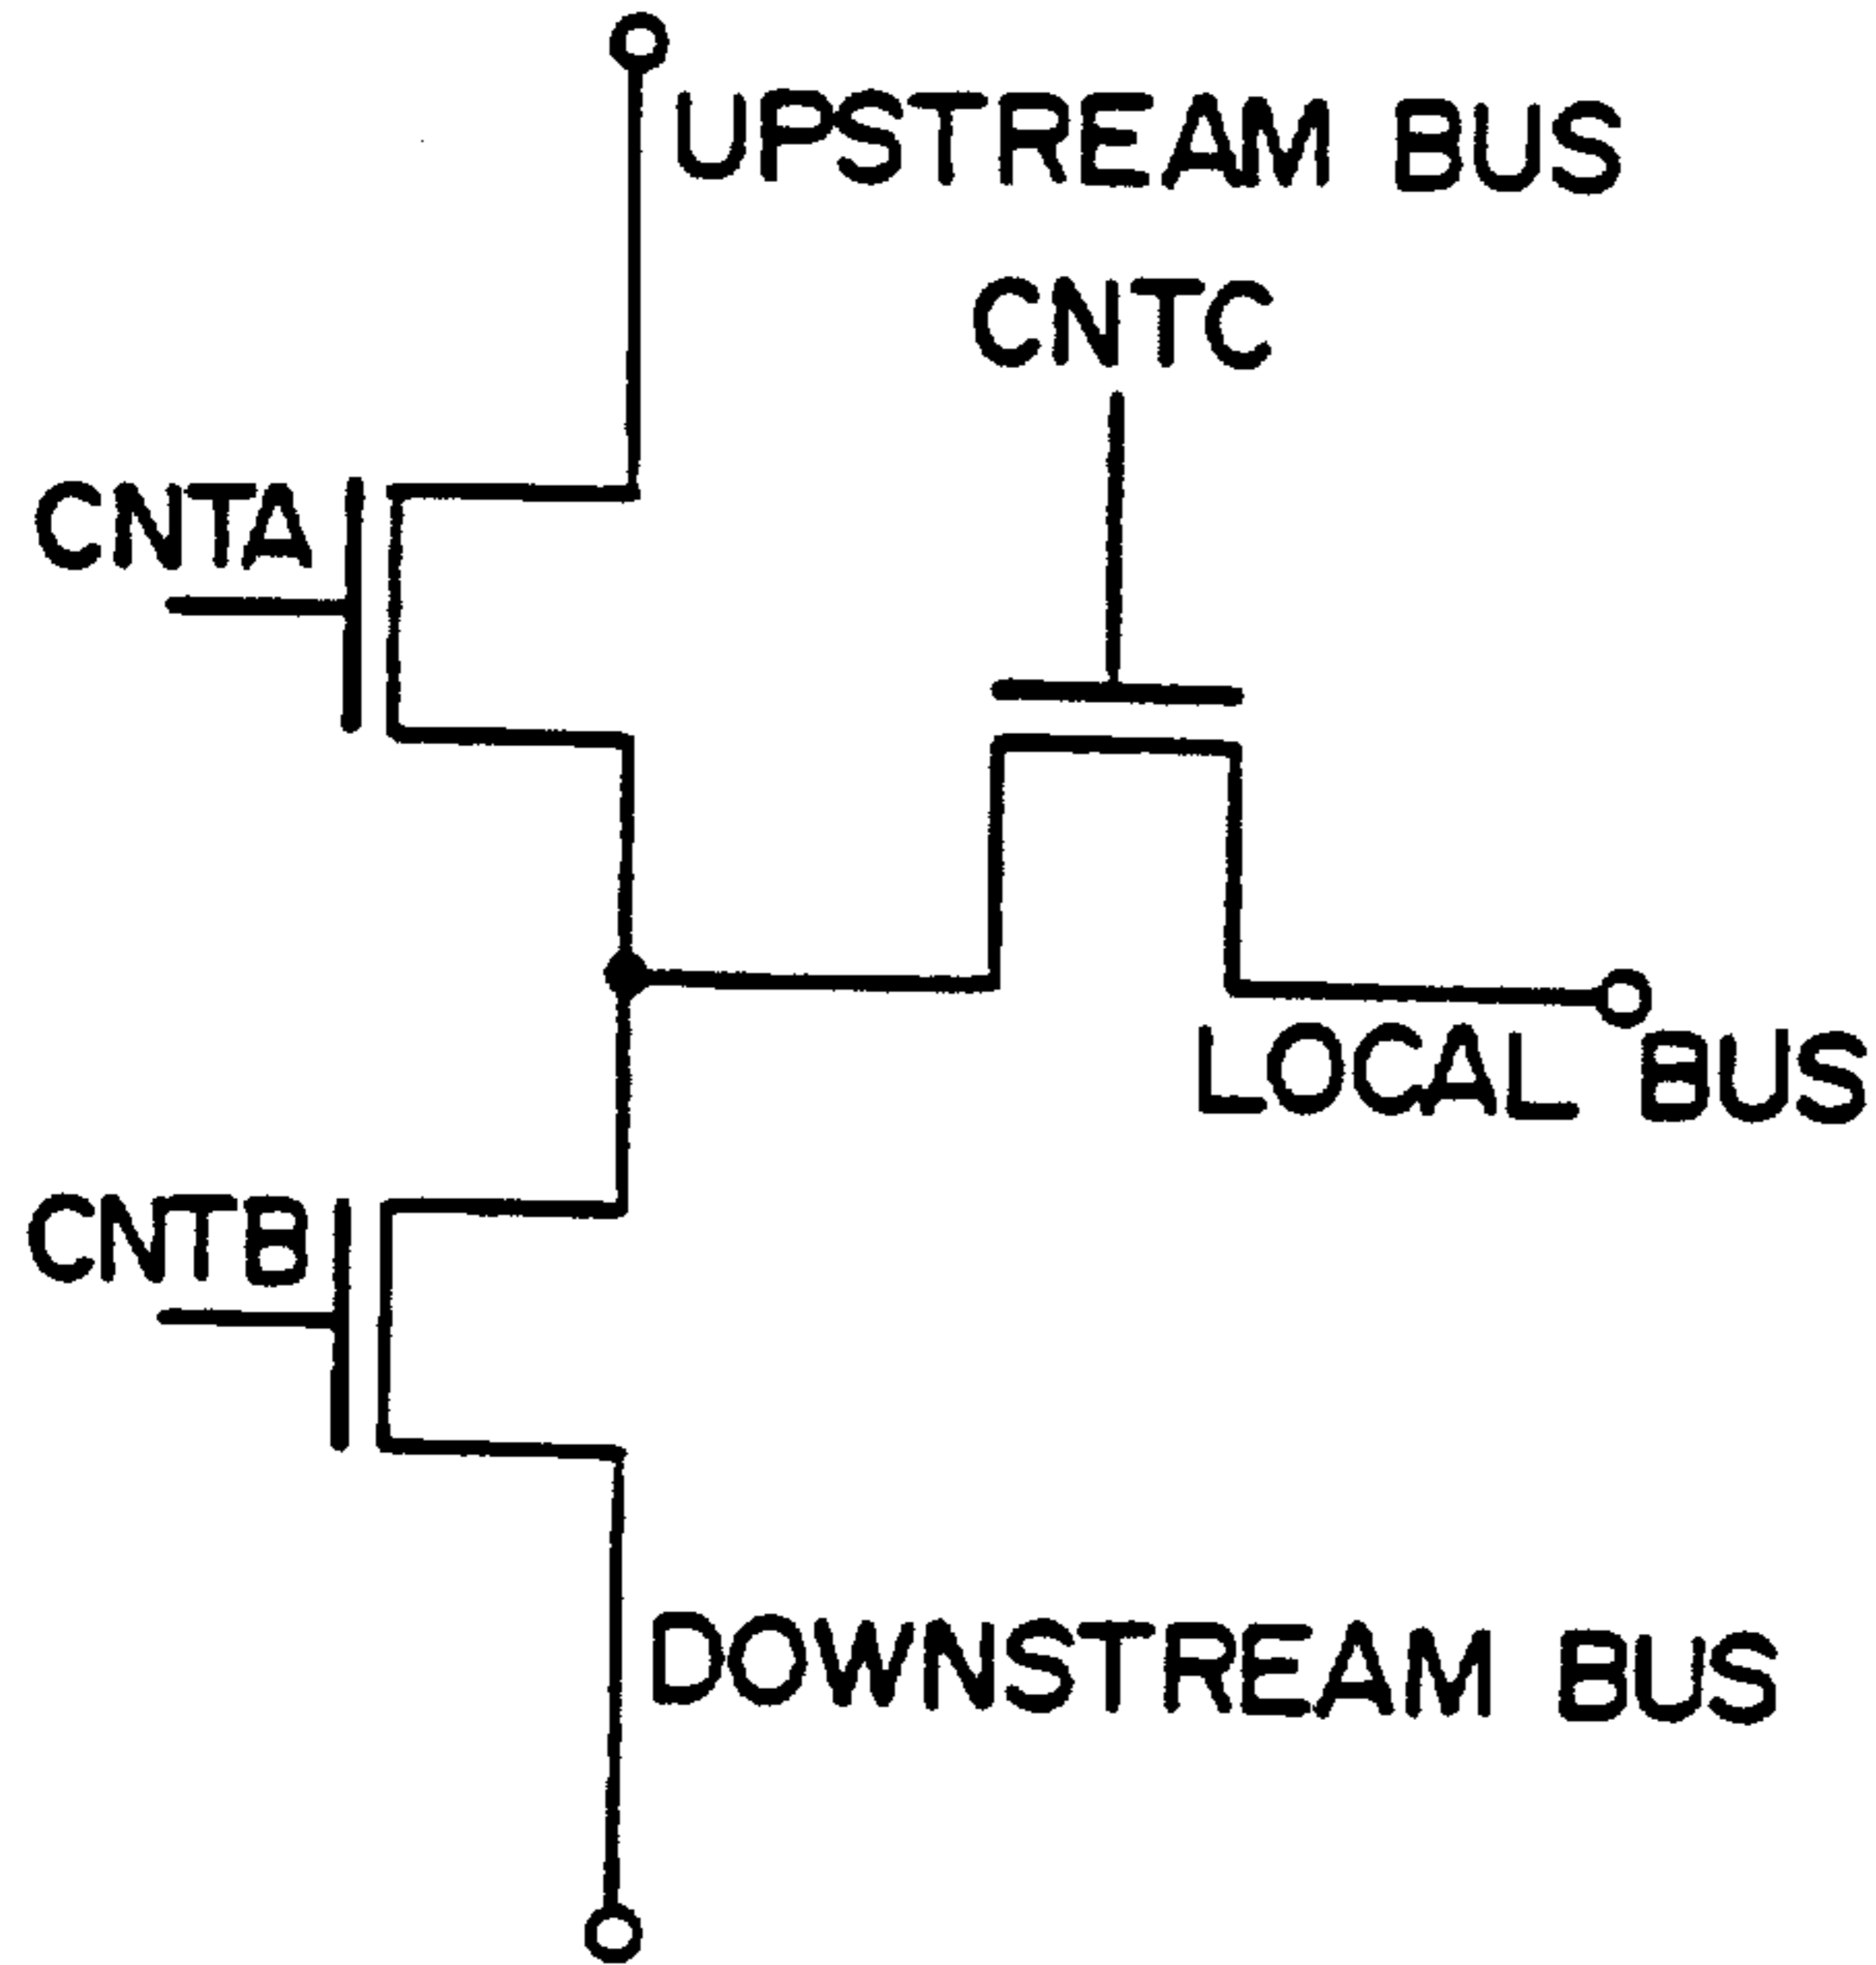 UPSTREAM BUS
CNTC
CNTA
LOCAL BUS
CNTB
DOWNSTREAM BUS